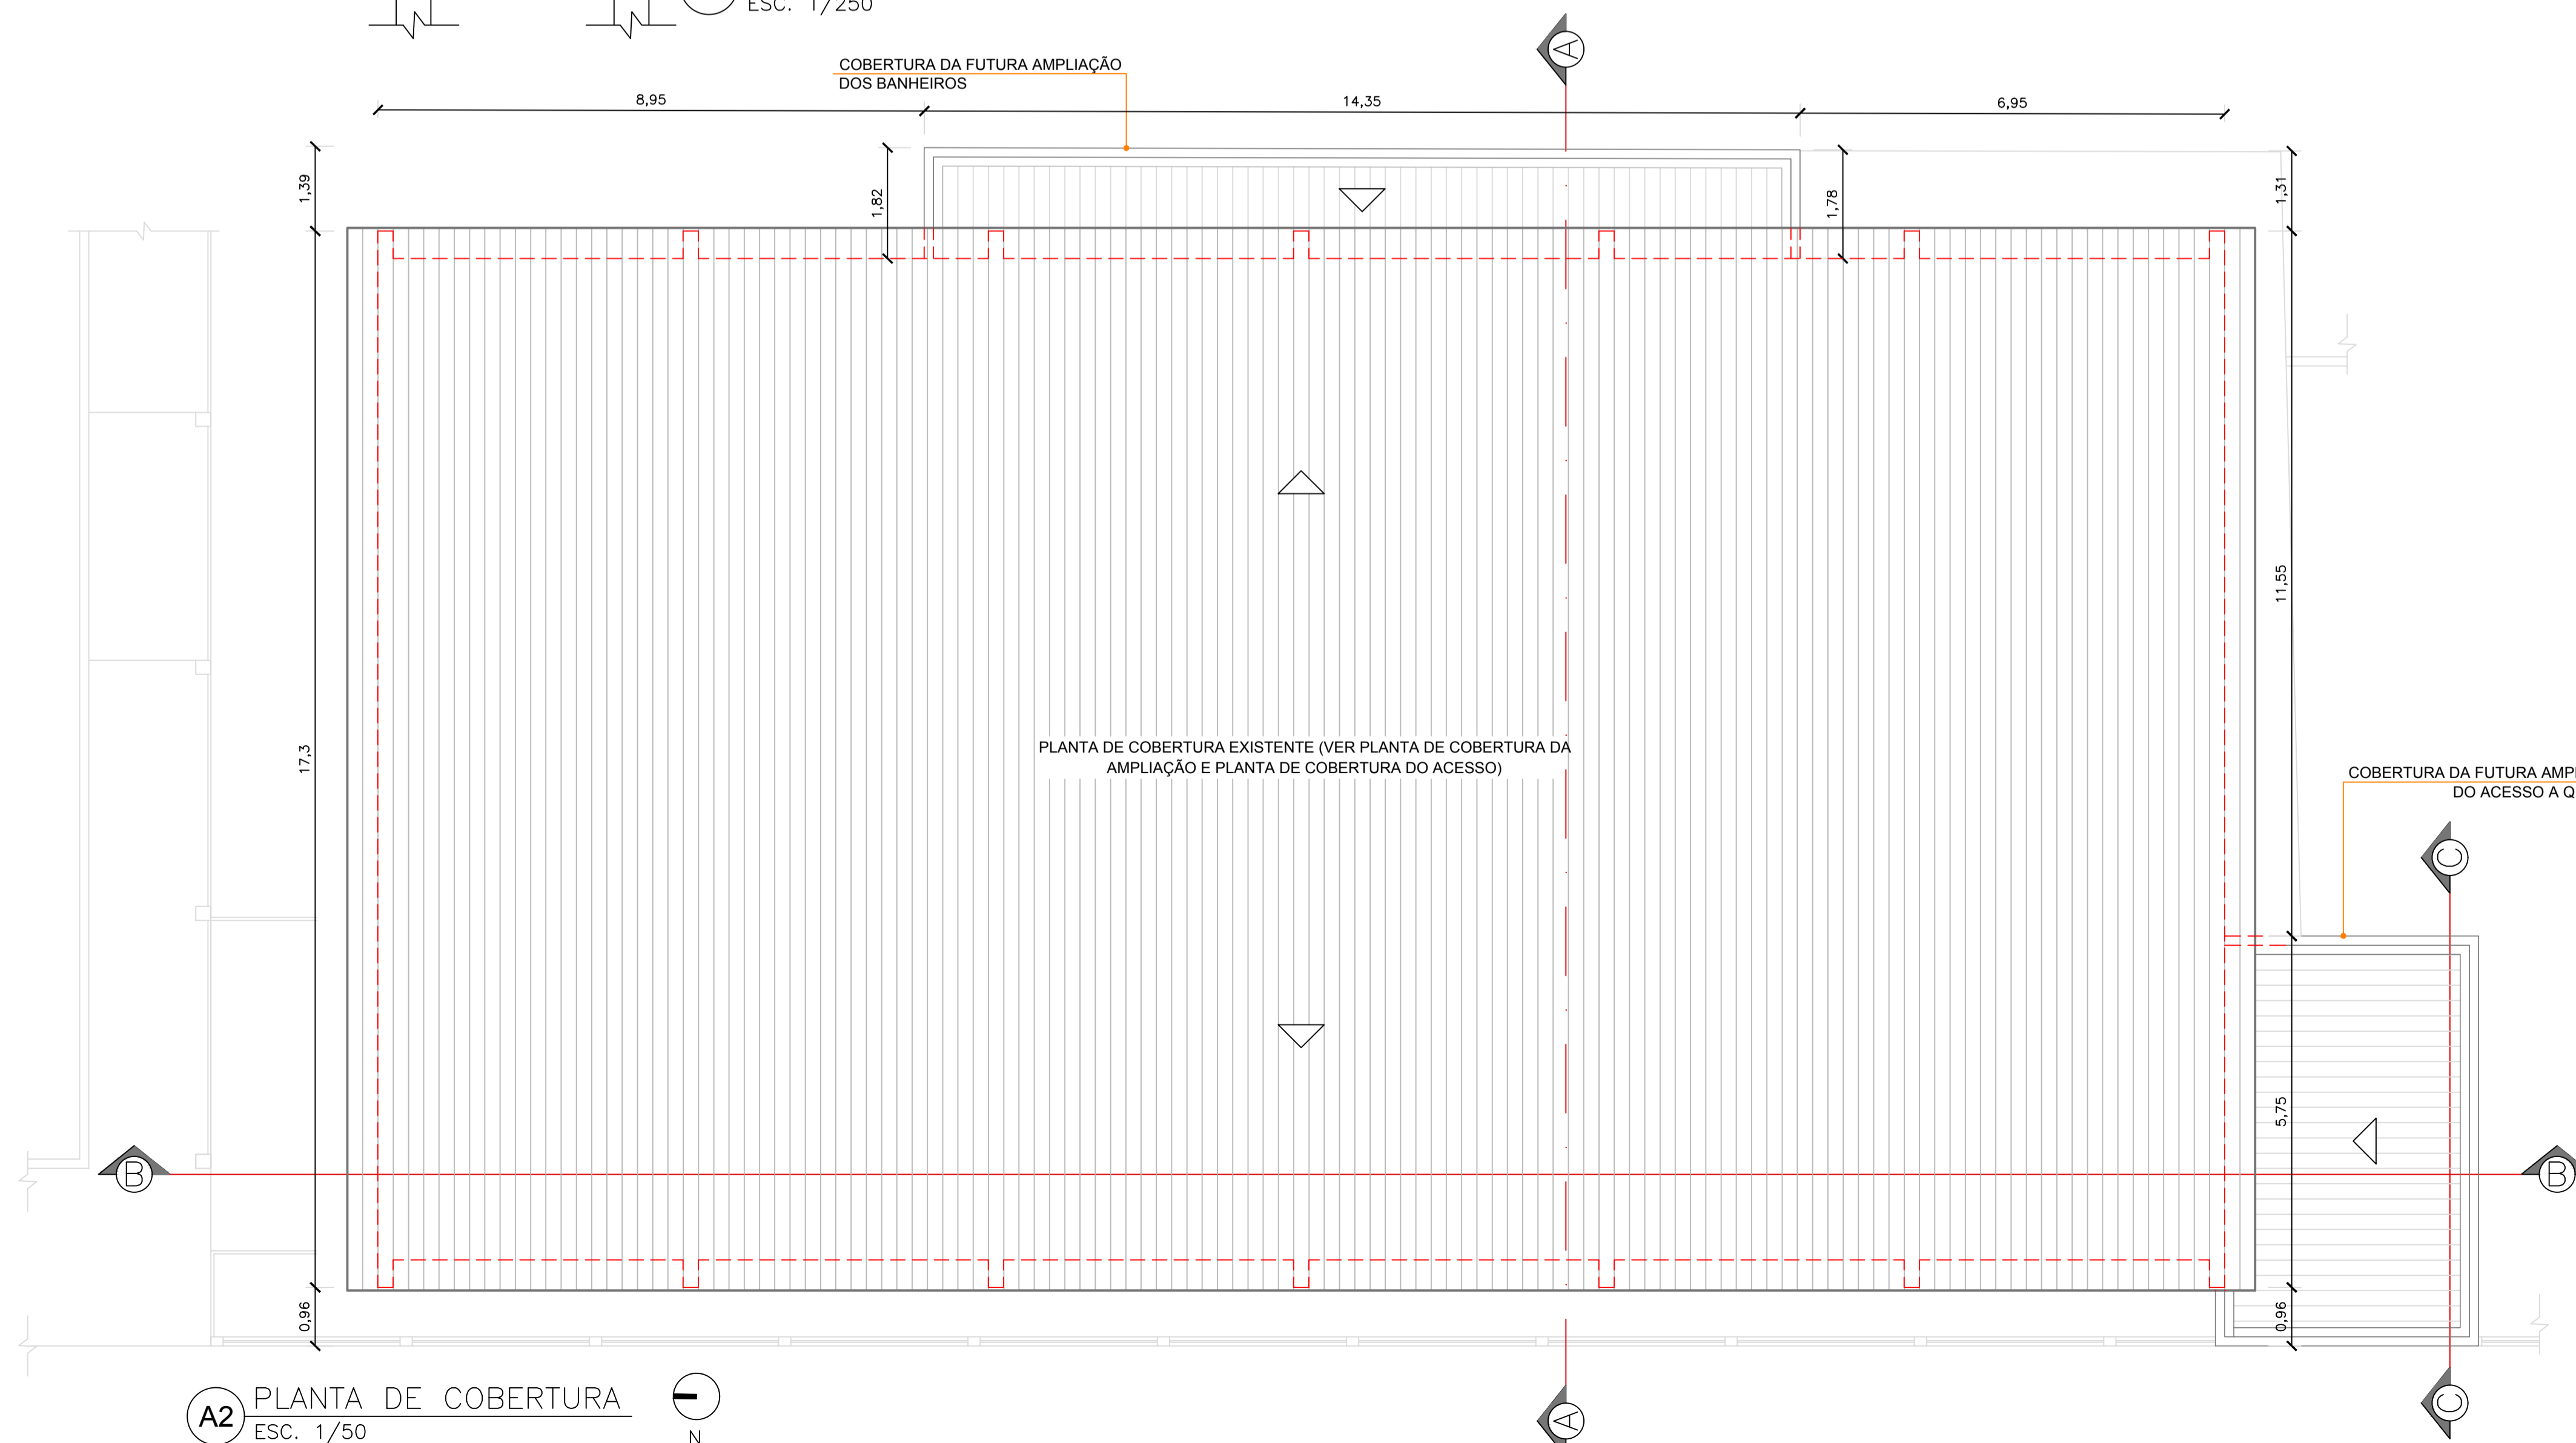 ESC. 1/250
A
COBERTURA DA FUTURA AMPLIAÇÃO
DOS BANHEIROS
8,95
14,35
6,95
1,39
1,82
1,78
1,31
11,55
17,3
PLANTA DE COBERTURA EXISTENTE (VER PLANTA DE COBERTURA DA
AMPLIAÇÃO E PLANTA DE COBERTURA DO ACESSO)
COBERTURA DA FUTURA
DO ACESSO A
C
5,75
B
B
0,96
0,96
A2
PLANTA DE COBERTURA
ESC. 1/50
N
A
C